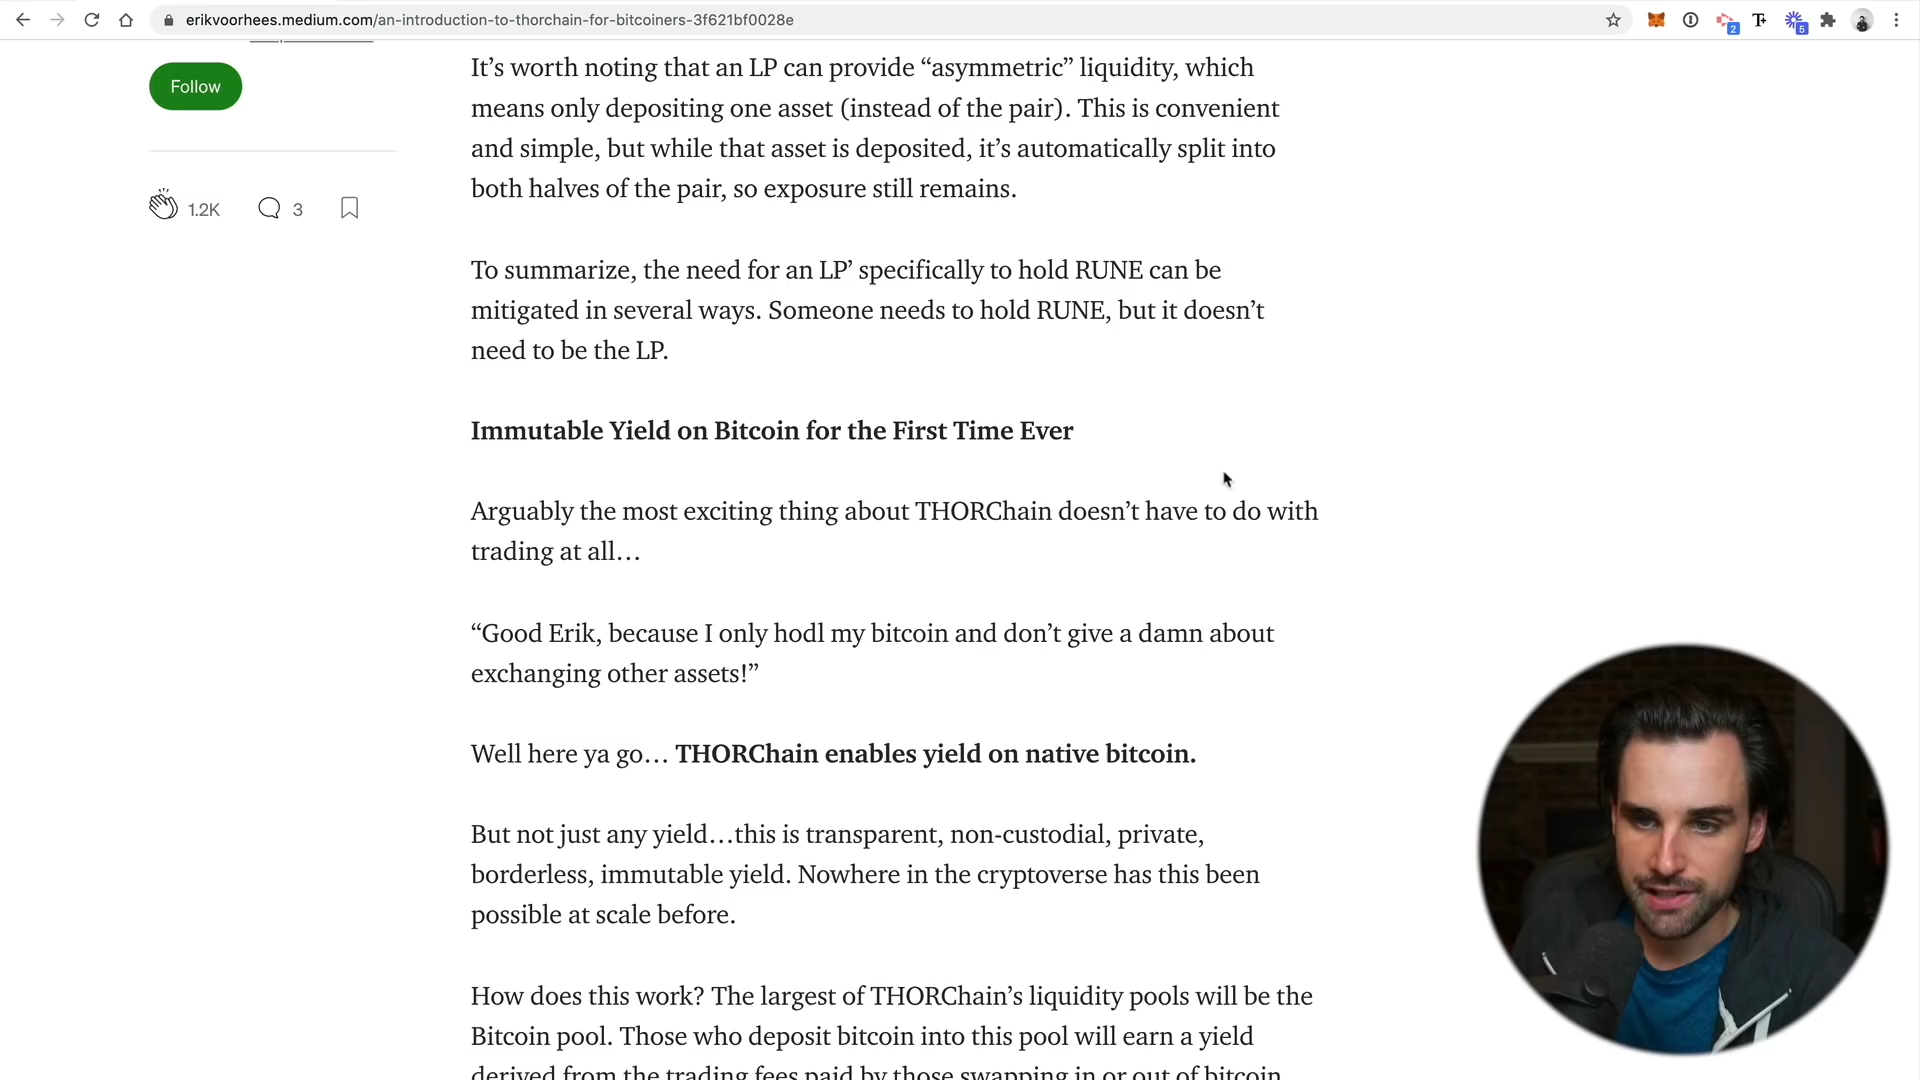 erikvoorhees.medium.com/an-introduction-to-thorchain-for-bitcoiners-3f621bf0028e
2
5
Follow
1.2K
3
It’s worth noting that an LP can provide “asymmetric” liquidity, which
means only depositing one asset (instead of the pair). This is convenient
and simple, but while that asset is deposited, it’s automatically split into
both halves of the pair, so exposure still remains.
To summarize, the need for an LP’ specifically to hold RUNE can be
mitigated in several ways. Someone needs to hold RUNE, but it doesn’t
need to be the LP.
Immutable Yield on Bitcoin for the First Time Ever
Arguably the most exciting thing about THORChain doesn’t have to do with
trading at all…
“Good Erik, because I only hodl my bitcoin and don’t give a damn about
exchanging other assets!”
Well here ya go… THORChain enables yield on native bitcoin.
But not just any yield…this is transparent, non-custodial, private,
borderless, immutable yield. Nowhere in the cryptoverse has this been
possible at scale before.
How does this work? The largest of THORChain’s liquidity pools will be the
Bitcoin pool. Those who deposit bitcoin into this pool will earn a yield
derived from the trading fees paid by those swapping in or out of bitcoin